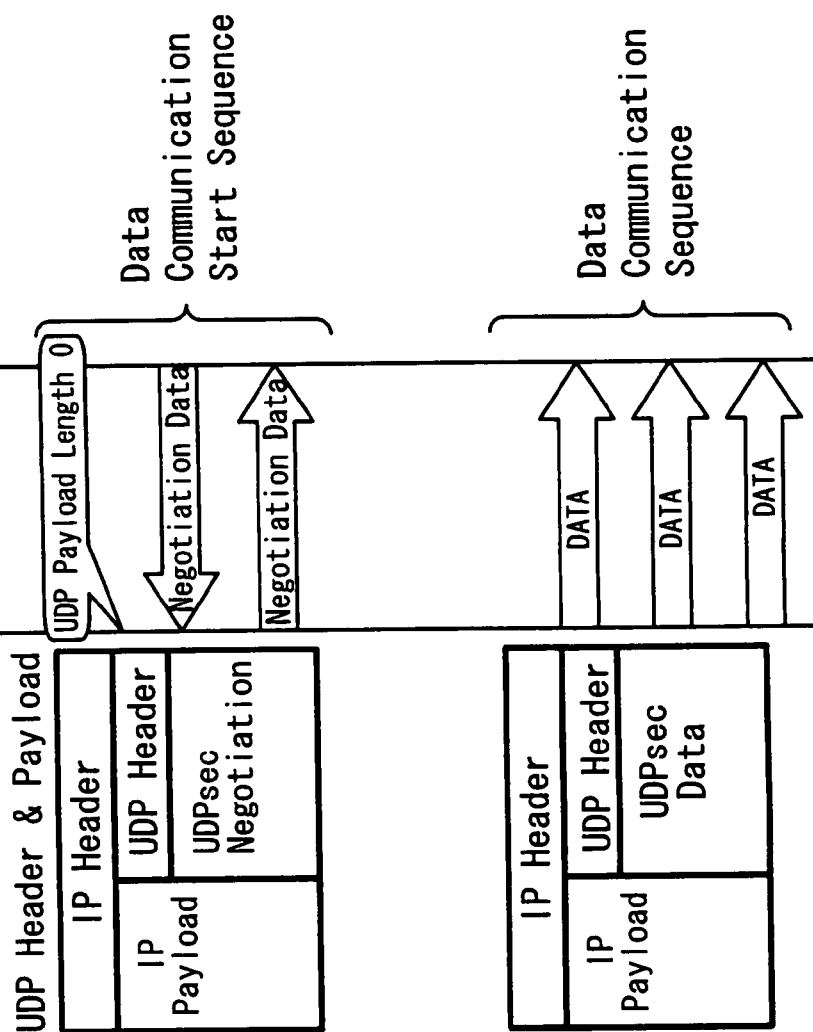 UDP Header & Payload
IP Header
IP
Payload
UDP Header
UDPsec
Negotiation
UDP Payload Length 0
Negotiation Data
Negotiation Data
Data
Communication
Start Sequence
IP Header
IP
Payload
UDP Header
UDPsec
Data
DATA
DATA
DATA
Data
Communication
Sequence